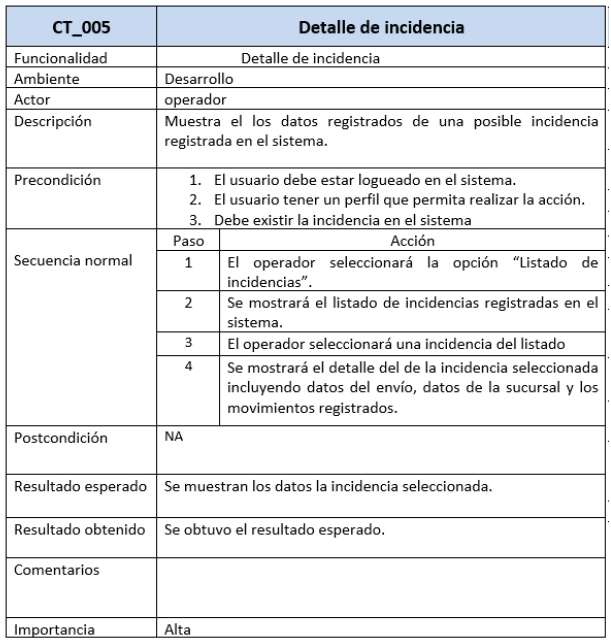 CT_005 Detalle de incidencia
Funcionalidad Detalle de incidencia
Ambiente Desarrollo
Actor operador
Descripción Muestra el los datos registrados de una posible incidencia
registrada en el sistema.
Precondición 1. El usuario debe estar logueado en el sistema.
2. El usuario tener un perfil que permita realizar la acción.
3. Debe existir la incidencia en el sistema
Secuencia normal Paso Acción
1 El operador seleccionará la opción “Listado de
incidencias”.
2 Se mostrará el listado de incidencias registradas en el
sistema.
3 El operador seleccionará una incidencia del listado
4 Se mostrará el detalle del de la incidencia seleccionada
incluyendo datos del envío, datos de la sucursal y los
movimientos registrados.
Postcondición NA
Resultado esperado Se muestran los datos la incidencia seleccionada.
Resultado obtenido Se obtuvo el resultado esperado.
Comentarios
Importancia Alta